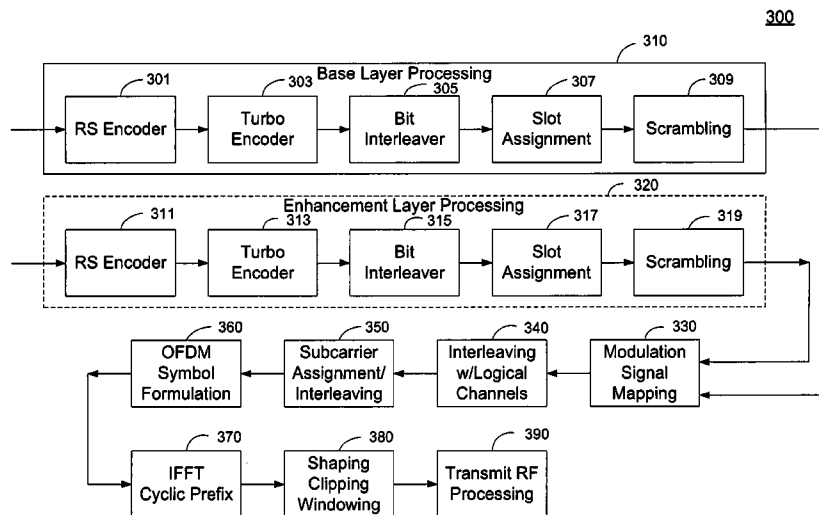 300
310
Base Layer Processing
301
303
305
307
309
RS Encoder
Turbo
Encoder
Bit
Interleaver
Slot
Assignment
Scrambling
320
Enhancement Layer Processing
311
313
315
317
319
RS Encoder
Turbo
Encoder
Bit
Interleaver
Slot
Assignment
Scrambling
360
350
340
330
OFDM
Symbol
Formulation
Subcarrier
Assignment/
Interleaving
Interleaving
w/Logical
Channels
Modulation
Signal
Mapping
370
380
390
IFFT
Cyclic Prefix
Shaping
Clipping
Windowing
Transmit RF
Processing